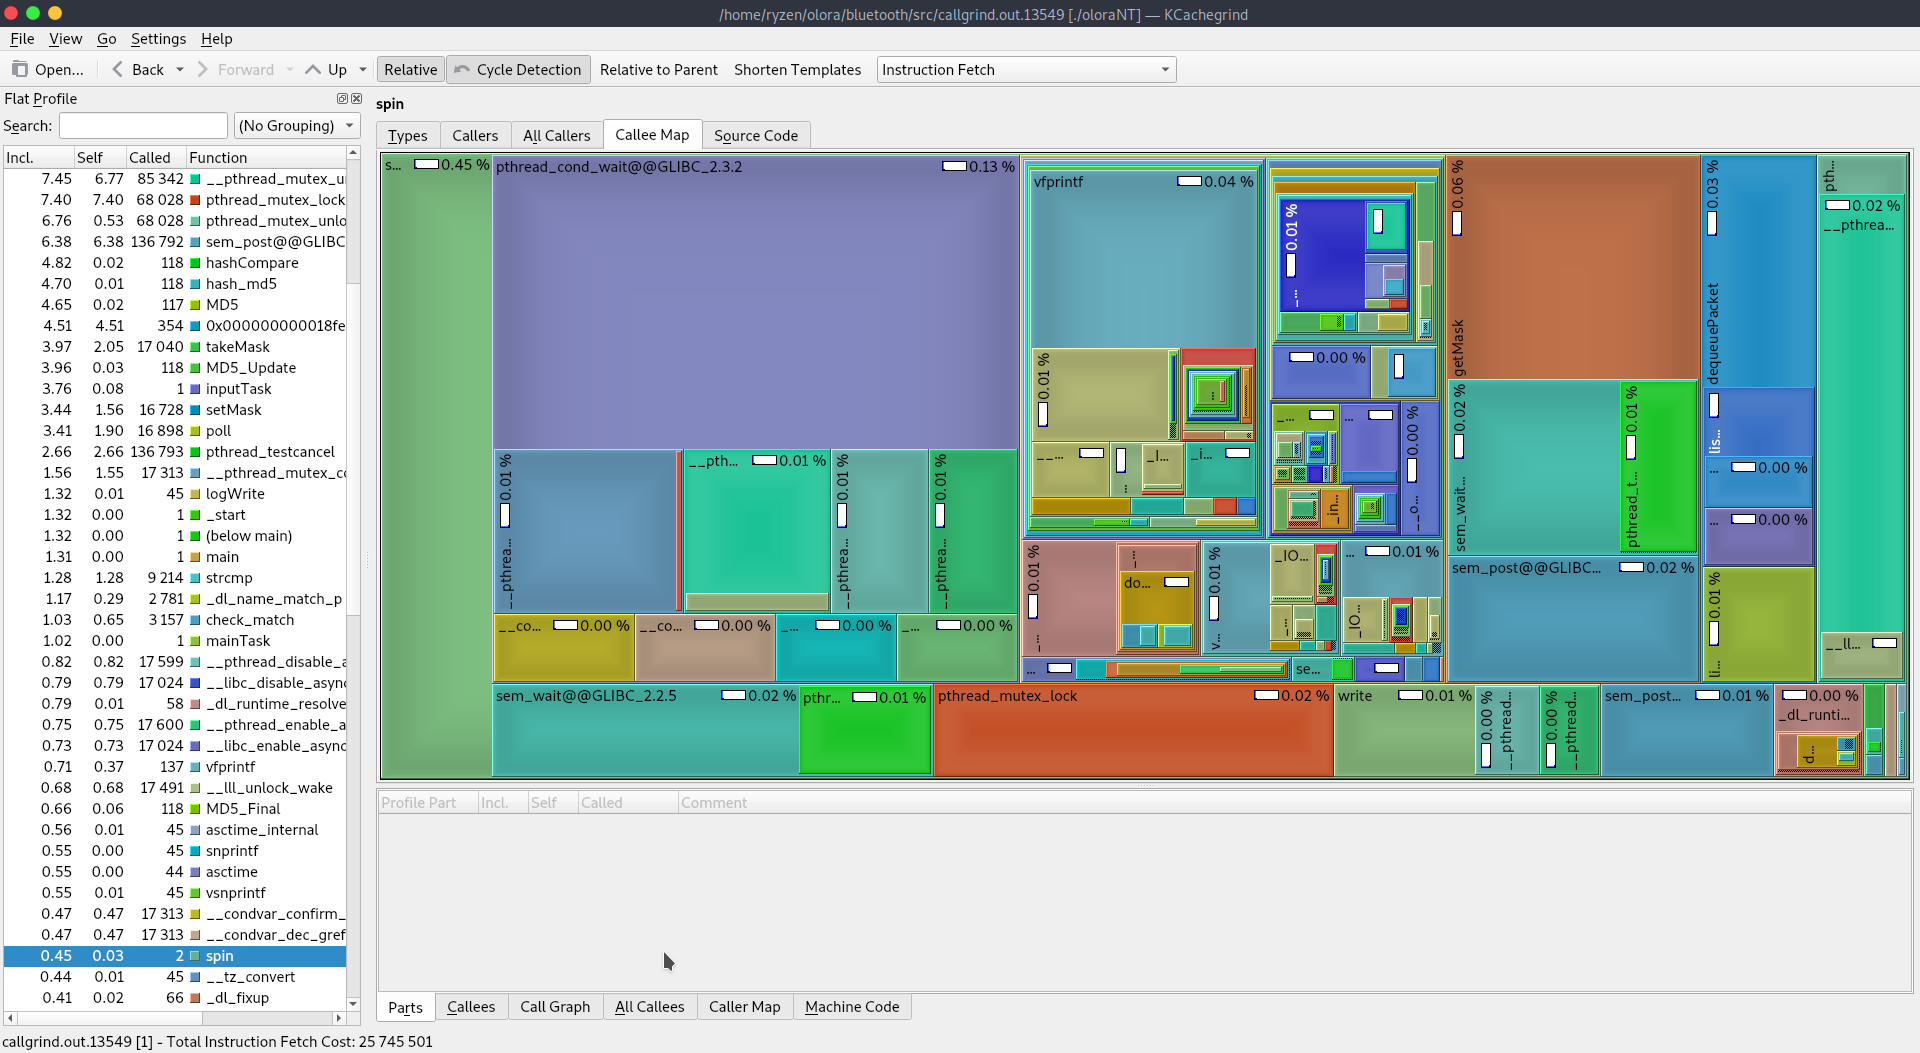 /home/ryzen/olora/bluetooth/src/callgrind.out.13549 [./oloraNT] — KCachegrind
File View Go Settings Help
Open... Back Forward Up Relative Cycle Detection Relative to Parent Shorten Templates Instruction Fetch
Flat Profile
Search: (No Grouping)
Incl. Self Called Function
7.45 6.77 85 342 __pthread_mutex_u
7.40 7.40 68 028 pthread_mutex_lock
6.76 0.53 68 028 pthread_mutex_unlo
6.38 6.38 136 792 sem_post@@GLIBC
4.82 0.02 118 hashCompare
4.70 0.01 118 hash_md5
4.65 0.02 117 MD5
4.51 4.51 354 0x000000000018fe
3.97 2.05 17 040 takeMask
3.96 0.03 118 MD5_Update
3.76 0.08 1 inputTask
3.44 1.56 16 728 setMask
3.41 1.90 16 898 poll
2.66 2.66 136 793 pthread_testcancel
1.56 1.55 17 313 __pthread_mutex_co
1.32 0.01 45 logWrite
1.32 0.00 1 _start
1.32 0.00 1 (below main)
1.31 0.00 1 main
1.28 1.28 9 214 strcmp
1.17 0.29 2 781 _dl_name_match_p
1.03 0.65 3 157 check_match
1.02 0.00 1 mainTask
0.82 0.82 17 599 __pthread_disable_a
0.79 0.79 17 024 __libc_disable_async
0.79 0.01 58 _dl_runtime_resolve
0.75 0.75 17 600 __pthread_enable_a
0.73 0.73 17 024 __libc_enable_async
0.71 0.37 137 vfprintf
0.68 0.68 17 491 __lll_unlock_wake
0.66 0.06 118 MD5_Final
0.56 0.01 45 asctime_internal
0.55 0.00 45 snprintf
0.55 0.00 44 asctime
0.55 0.01 45 vsnprintf
0.47 0.47 17 313 __condvar_confirm_
0.47 0.47 17 313 __condvar_dec_gref
0.45 0.03 2 spin
0.44 0.01 45 __tz_convert
0.41 0.02 66 _dl_fixup
spin
Types Callers All Callers Callee Map Source Code
s... 0.45 %
pthread_cond_wait@@GLIBC_2.3.2 0.13 %
vfprintf 0.04 %
0.01 % ...
getMask 0.06 %
dequeuePacket 0.03 %
pth...
0.02 %
__pthrea...
0.00 %
0.01 %
__... _I... _i...
_... ... 0.00 % __o...
_in...
sem_wait... 0.02 %
pthread_t... 0.01 %
lis...
... 0.00 %
... 0.00 %
__pthrea... 0.01 %
__pth... 0.01 %
__pthrea... 0.01 %
__pthrea... 0.01 %
0.01 % ...
do...
v... 0.01 %
_IO...
... 0.01 %
_IO...
sem_post@@GLIBC... 0.02 %
li... 0.01 %
__ll...
__co... 0.00 %
__co... 0.00 %
_... 0.00 %
_... 0.00 %
... se...
sem_wait@@GLIBC_2.2.5 0.02 %
pthr... 0.01 %
pthread_mutex_lock 0.02 %
write 0.01 %
__pthread... 0.00 %
__pthread... 0.00 %
sem_post... 0.01 %
0.00 %
_dl_runti...
d...
Profile Part Incl. Self Called Comment
Parts Callees Call Graph All Callees Caller Map Machine Code
callgrind.out.13549 [1] - Total Instruction Fetch Cost: 25 745 501